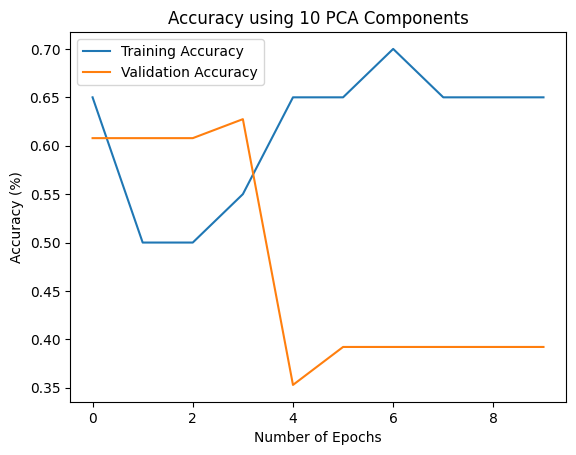 Accuracy using 10 PCA Components
Training Accuracy
Validation Accuracy
Accuracy (%)
0.70
0.65
0.60
0.55
0.50
0.45
0.40
0.35
0 2 4 6 8
Number of Epochs